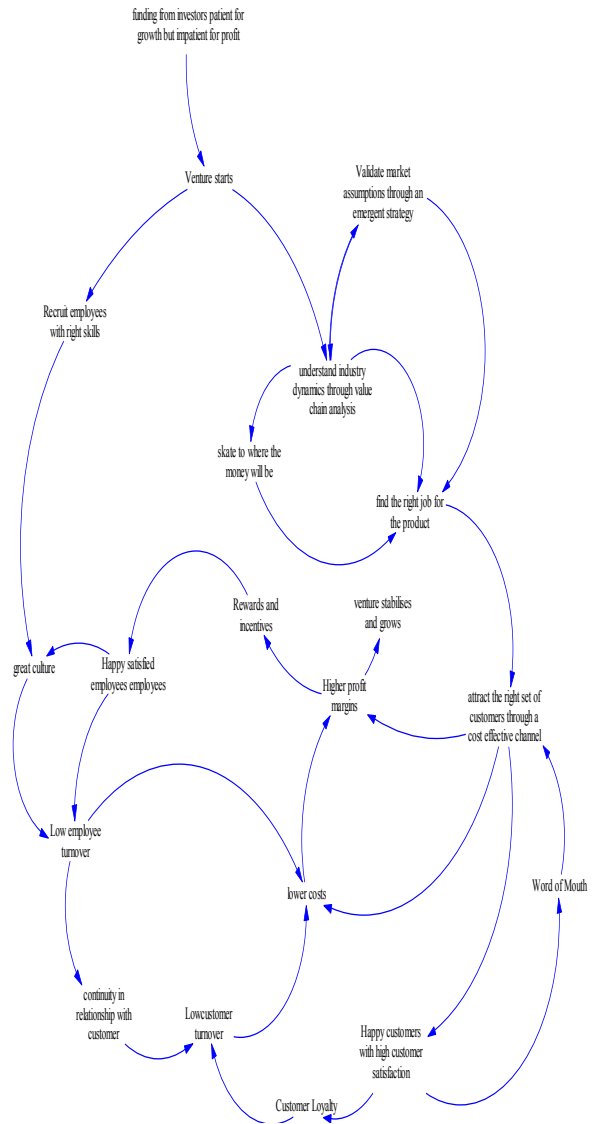 funding from investors patient for
growth but impatient for profit
Venture starts
Validate market
assumptions through an
emergent strategy
Recruit employees
with right skills
understand industry
dynamics through value
chain analysis
skate to where the
money will be
find the right job for
the product
Rewards and
incentives
venture stabilises
and grows
great culture
Happy satisfied
employees employees
Higher profit
margins
attract the right set of
customers through a
cost effective channel
Low employee
turnover
lower costs
Word of Mouth
continuity in
relationship with
customer
Lowcustomer
turnover
Happy customers
with high customer
satisfaction
Customer Loyalty